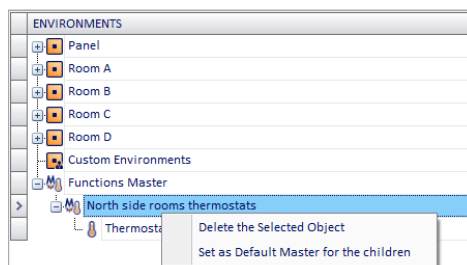 ENVIRONMENTS
Panel
Room A
Room B
Room C
Room D
Custom Environments
Functions Master
North side rooms thermostats
Delete the Selected Object
Set as Default Master for the children